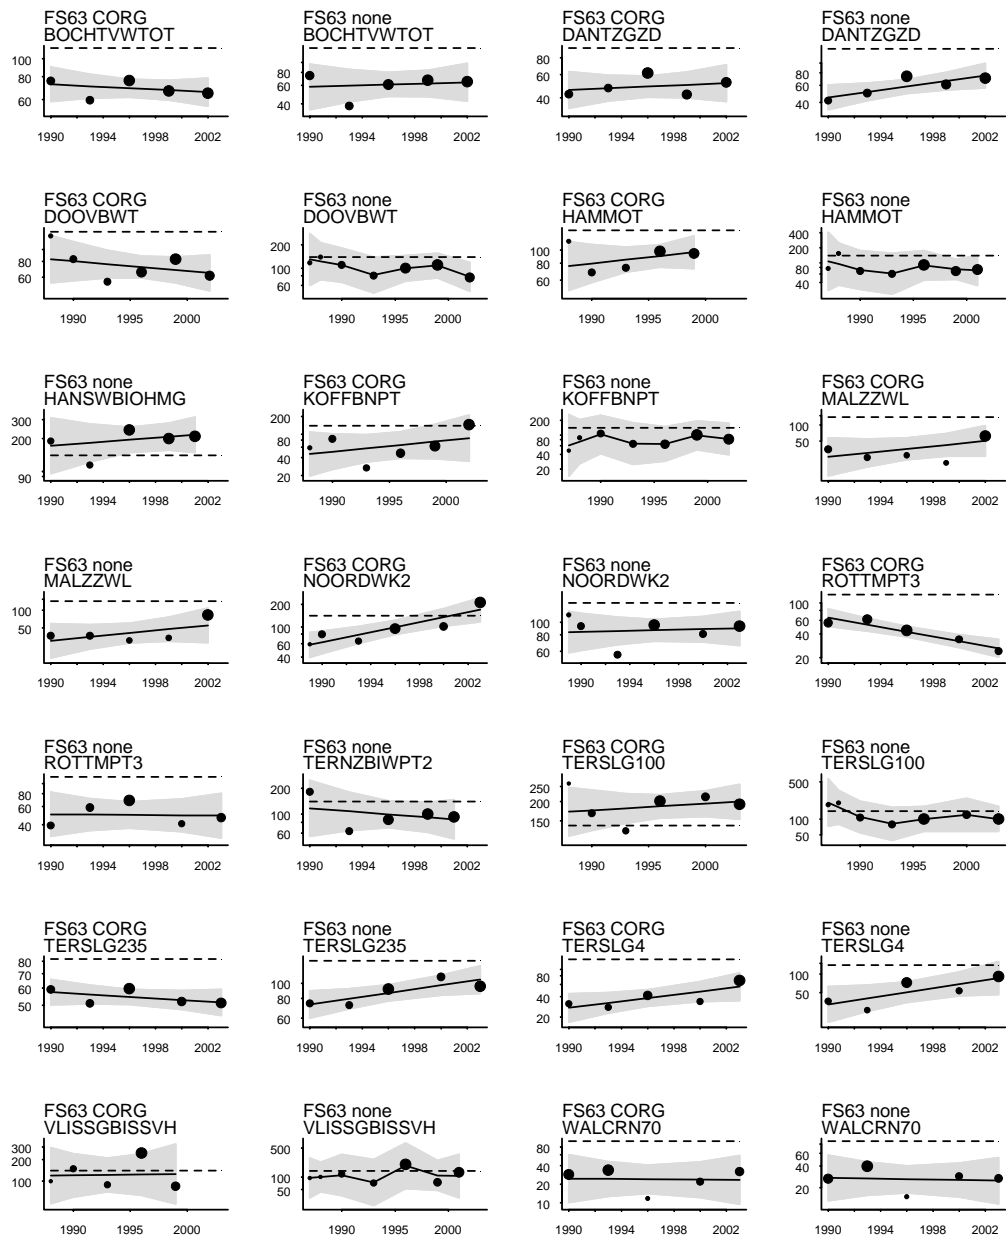 FS63 CORG
BOCHTVWTOT
100
80
60
1990 1994 1998 2002
FS63 none
BOCHTVWTOT
80
60
40
1990 1994 1998 2002
FS63 CORG
DANTZGZD
80
60
40
1990 1994 1998 2002
FS63 none
DANTZGZD
80
60
40
1990 1994 1998 2002
FS63 CORG
DOOVBWT
80
60
1990 1995 2000
FS63 none
DOOVBWT
200
100
60
1990 1995 2000
FS63 CORG
HAMMOT
100
80
60
1990 1995 2000
FS63 none
HAMMOT
400
200
80
40
1990 1995 2000
FS63 none
HANSWBIOHMG
300
200
90
1990 1994 1998 2002
FS63 CORG
KOFFBNPT
200
80
40
20
1990 1995 2000
FS63 none
KOFFBNPT
200
80
40
20
1990 1995 2000
FS63 CORG
MALZZWL
100
50
1990 1994 1998 2002
FS63 none
MALZZWL
100
50
1990 1994 1998 2002
FS63 CORG
NOORDWK2
200
100
60
40
1990 1994 1998 2002
FS63 none
NOORDWK2
100
80
60
1990 1994 1998 2002
FS63 CORG
ROTTMPT3
100
60
40
20
1990 1994 1998 2002
FS63 none
ROTTMPT3
80
60
40
1990 1994 1998 2002
FS63 none
TERNZBIWPT2
200
100
60
1990 1994 1998 2002
FS63 CORG
TERSLG100
250
200
150
1990 1995 2000
FS63 none
TERSLG100
500
100
50
1990 1995 2000
FS63 CORG
TERSLG235
80
70
60
50
1990 1994 1998 2002
FS63 none
TERSLG235
100
80
60
1990 1994 1998 2002
FS63 CORG
TERSLG4
80
40
20
1990 1994 1998 2002
FS63 none
TERSLG4
100
50
1990 1994 1998 2002
FS63 CORG
VLISSGBISSVH
300
200
100
1990 1995 2000
FS63 none
VLISSGBISSVH
500
100
50
1990 1995 2000
FS63 CORG
WALCRN70
80
40
20
10
1990 1994 1998 2002
FS63 none
WALCRN70
60
40
20
1990 1994 1998 2002